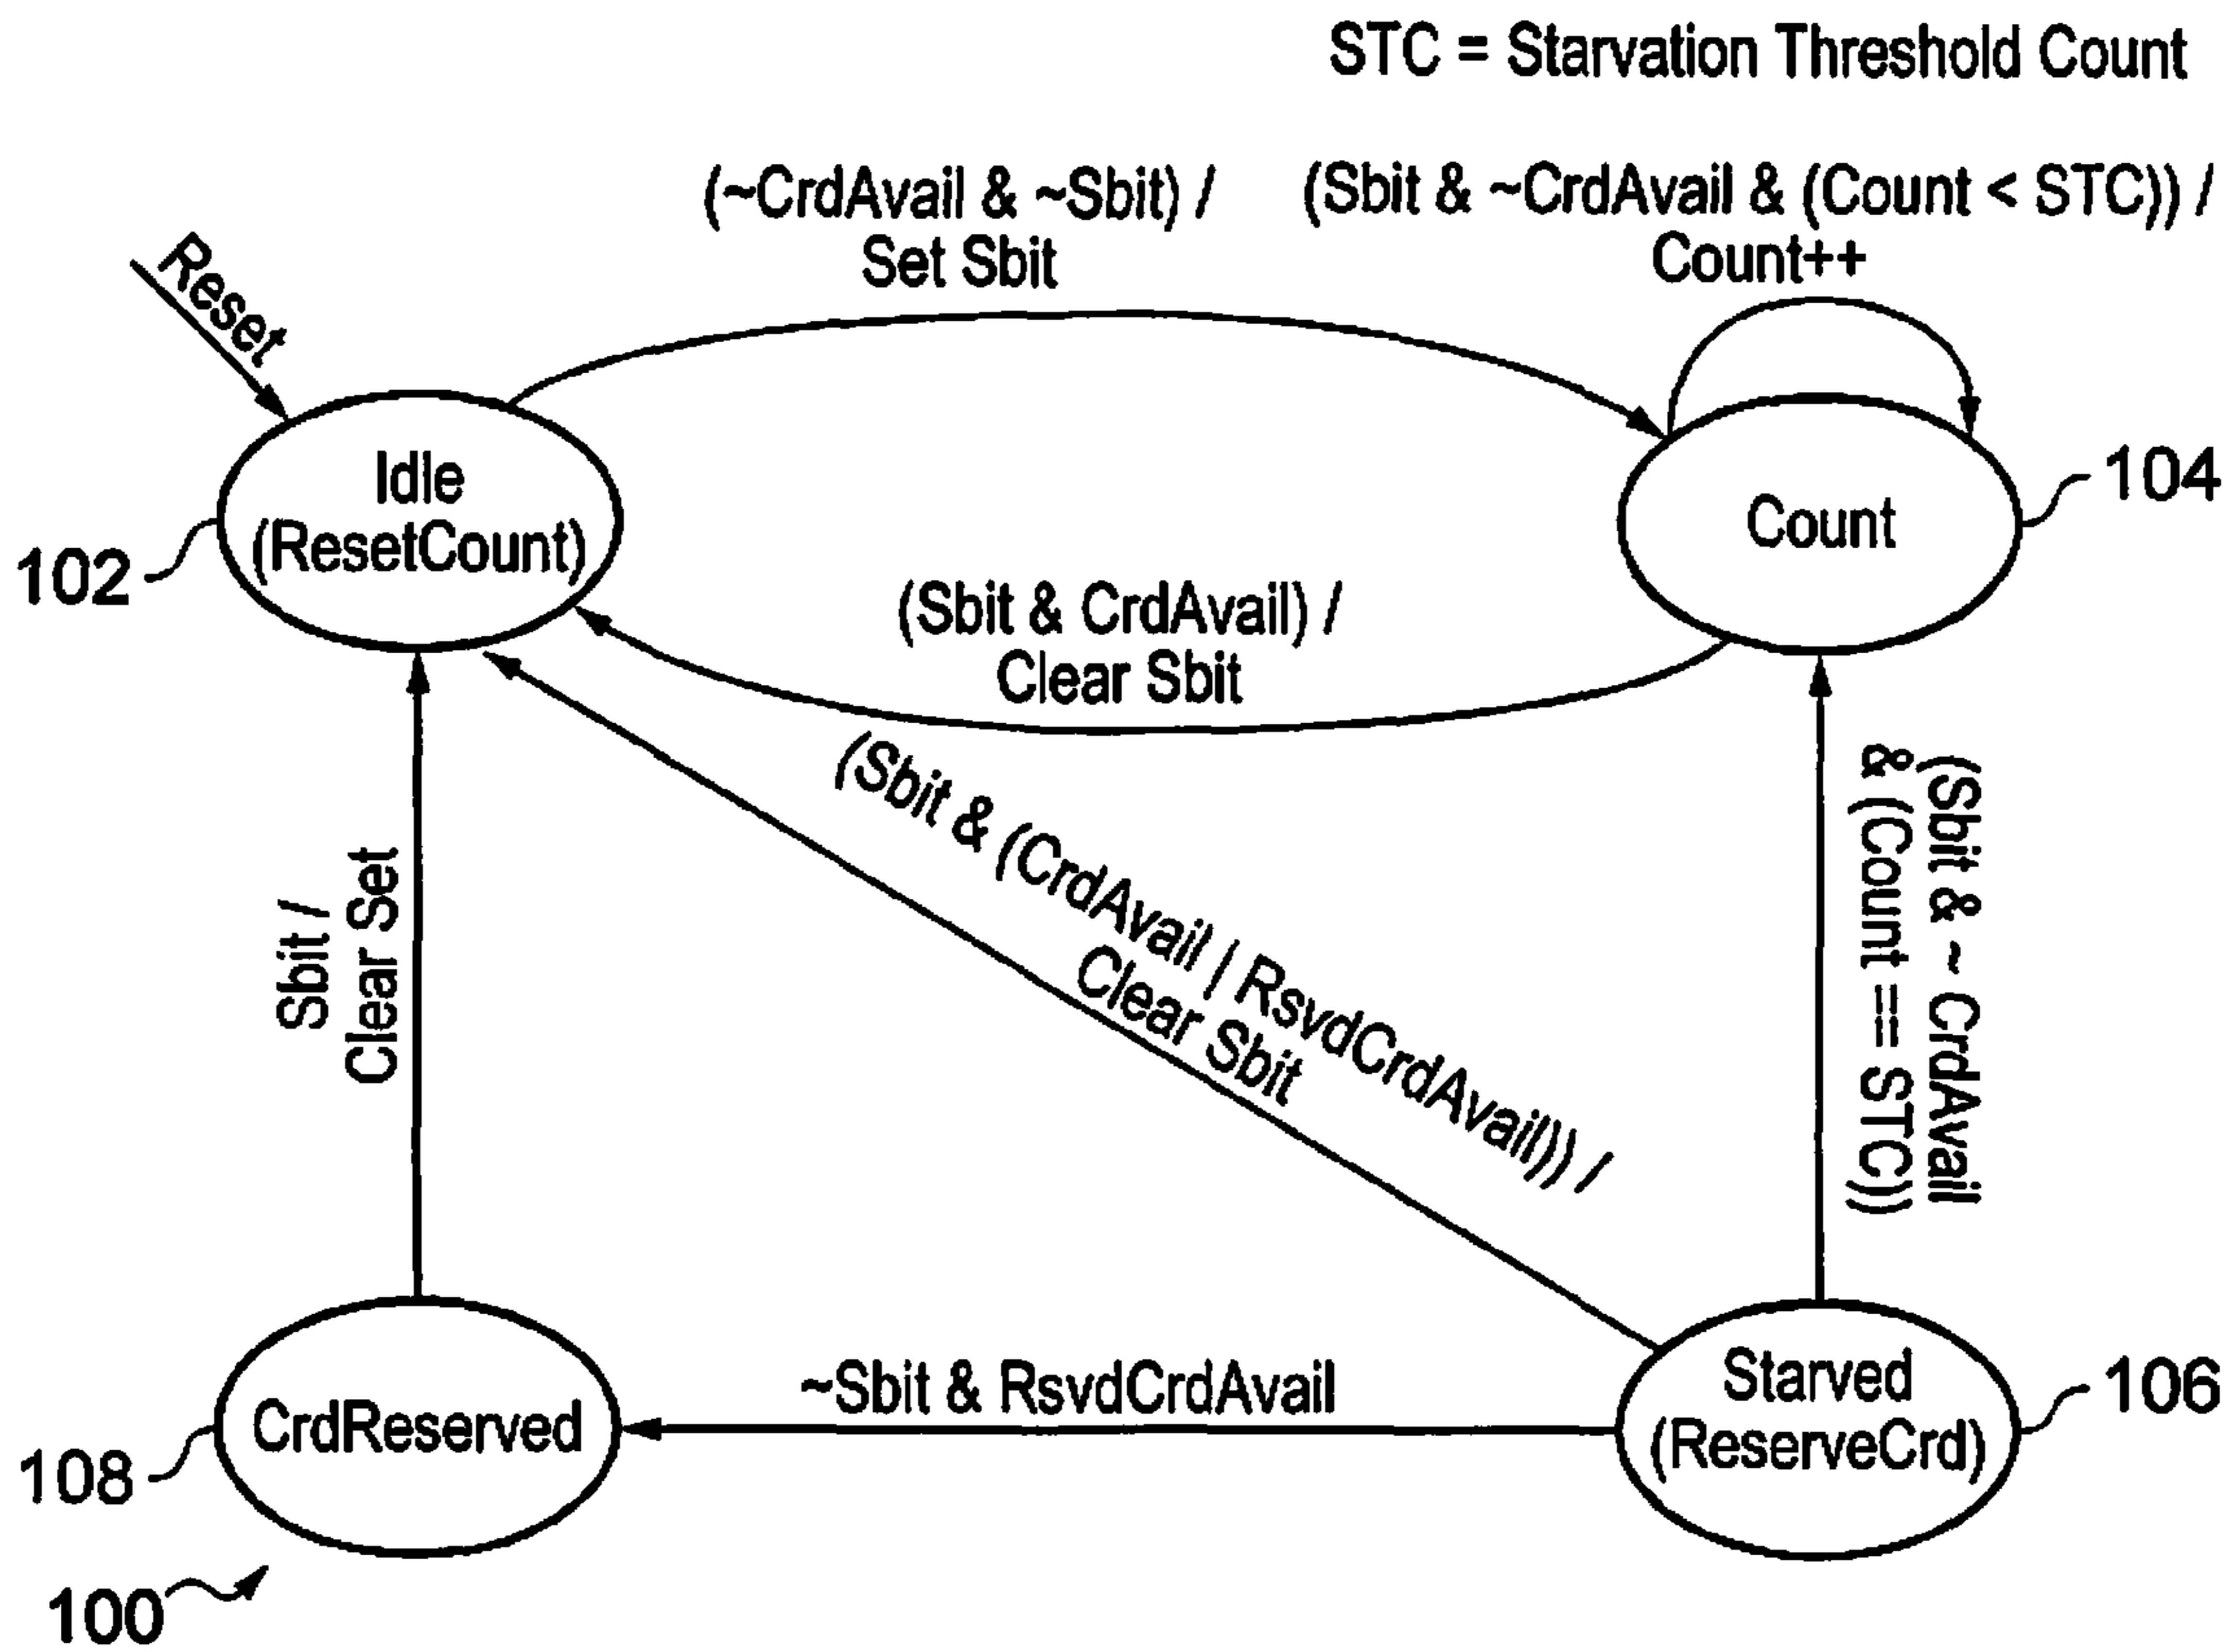 STC = Starvation Threshold Count
(~CrdAvail & ~Sbit) /
Set Sbit
(Sbit & ~CrdAvail & (Count < STC)) /
Count++
Reset
Idle
(ResetCount)
102
Count
104
(Sbit & CrdAvail) /
Clear Sbit
(Sbit & (CrdAvail | RsvdCrdAvail)) /
Clear Sbit
(Sbit & ~ CrdAvail
& (Count == STC))
Sbit /
Clear Set
~Sbit & RsvdCrdAvail
CrdReserved
108
Starved
(ReserveCrd)
106
100